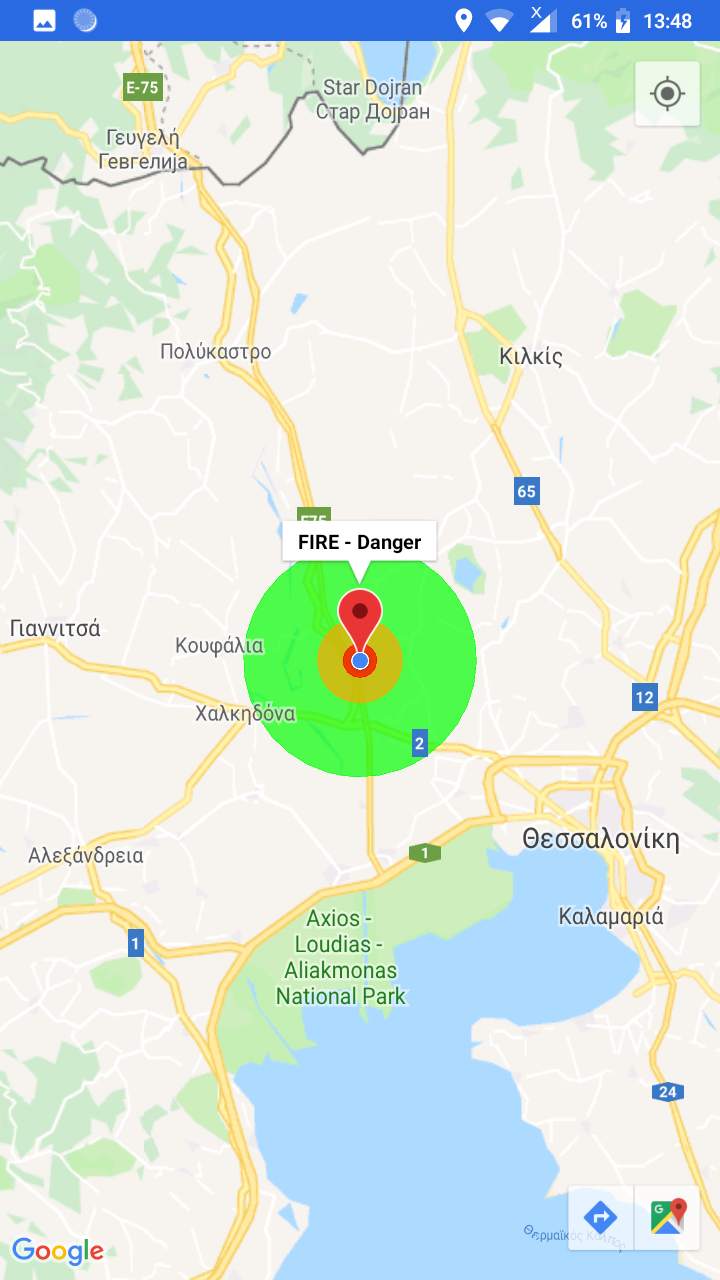 61% 13:48
E-75
Star Dojran
Стар Дојран
Γευγελή
Гевгелија
Πολύκαστρο
Κιλκίς
65
E75
FIRE - Danger
Γιαννιτσά
Κουφάλια
12
Χαλκηδόνα
2
Θεσσαλονίκη
1
Αλεξάνδρεια
Καλαμαριά
Axios -
Loudias -
Aliakmonas
National Park
1
24
Θερμαϊκός Κόλπος
Google